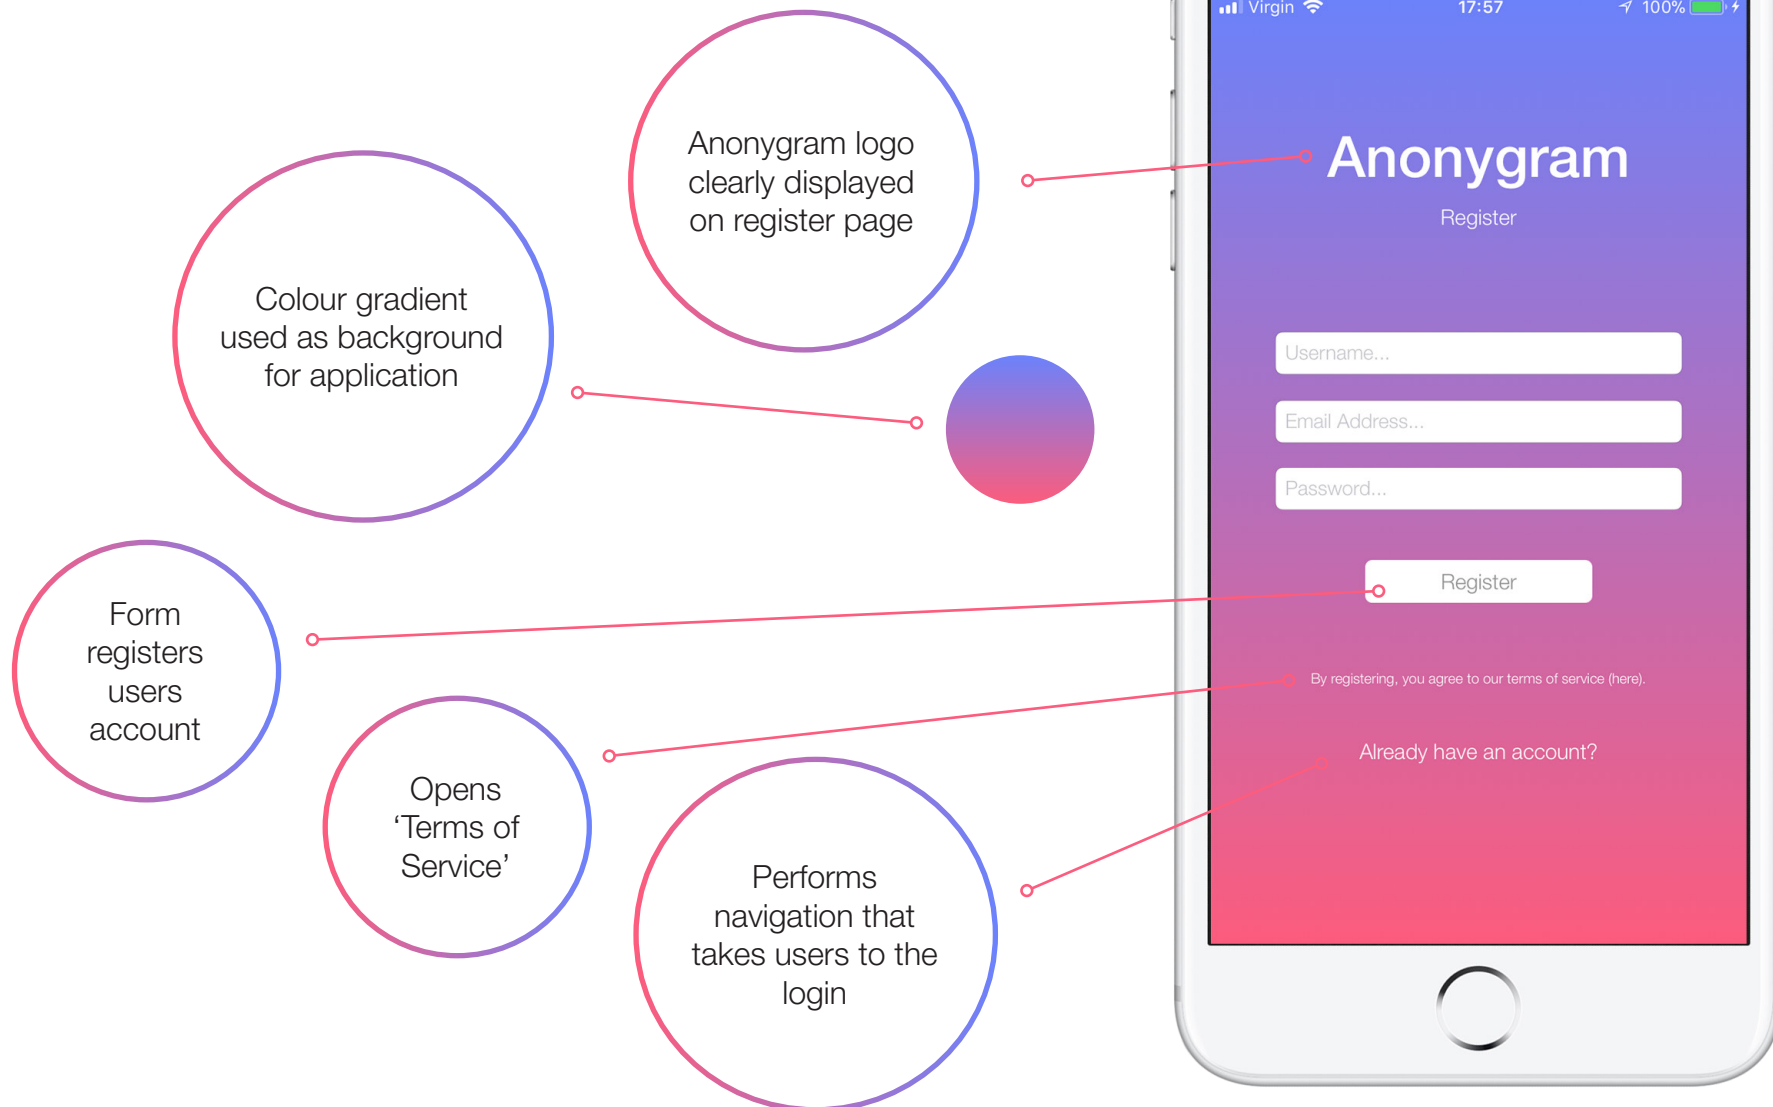 Virgin
17:57
100%
Anonygram
Register
Username...
Email Address...
Password...
Register
By registering, you agree to our terms of service (here).
Already have an account?
Anonygram logo
clearly displayed
on register page
Colour gradient
used as background
for application
Form
registers
users
account
Opens
‘Terms of
Service’
Performs
navigation that
takes users to the
login